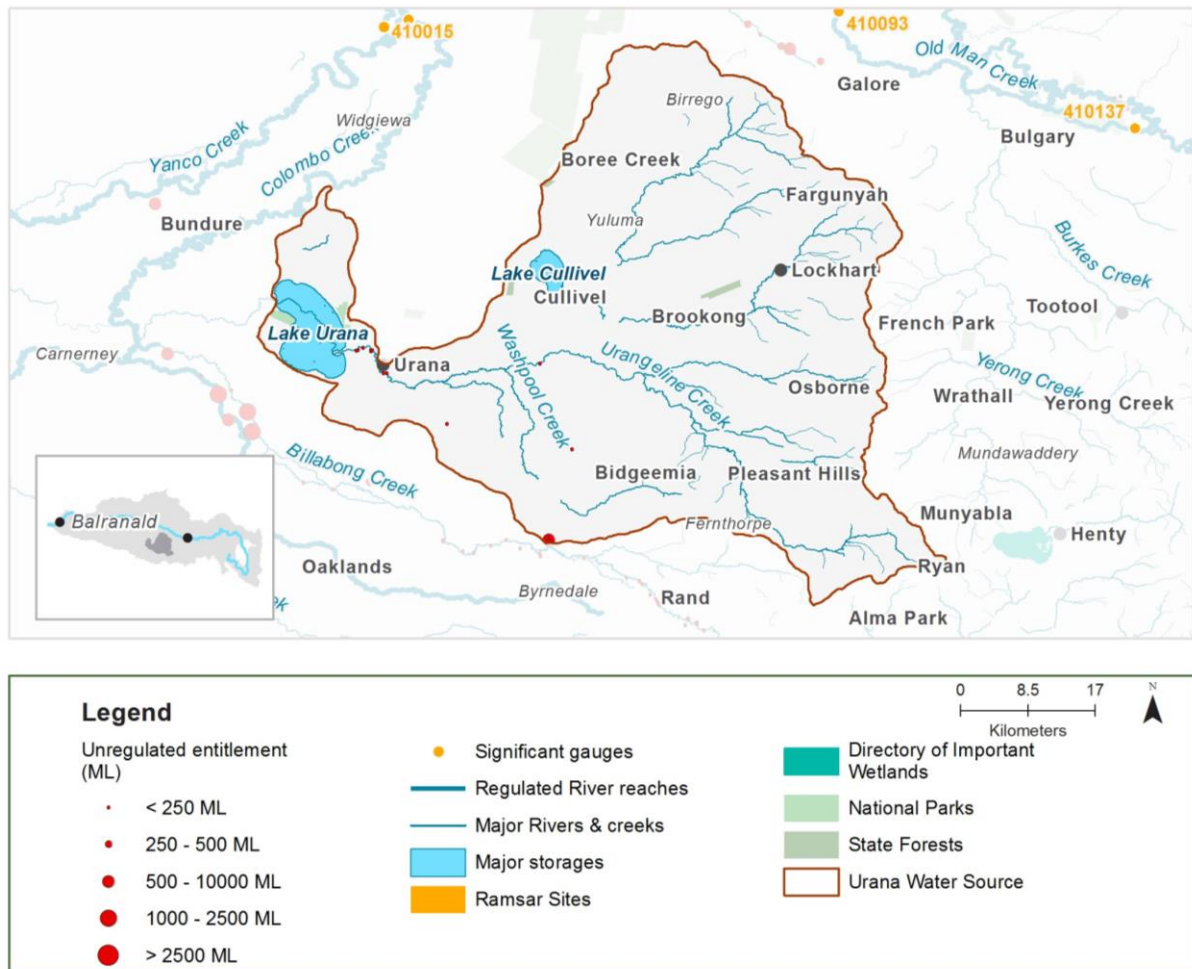 410015
410093
Old Man Creek
Galore
Birrego
Widgiewa
410137
Bulgary
Yanco Creek
Colombo Creek
Boree Creek
Fargunyah
Bundure
Yuluma
Burkes Creek
Lake Cullivel
Lockhart
Cullivel
Tootool
Brookong
French Park
Lake Urana
Carnerney
Urana
Washpool Creek
Urangeline Creek
Yerong Creek
Osborne
Wrathall
Yerong Creek
Mundawaddery
Billabong Creek
Bidgeemia
Pleasant Hills
Balranald
Munyabla
Fernthorpe
Henty
Oaklands
Ryan
Byrnedale
Rand
ek
Alma Park
Legend
0 8.5 17
Kilometers
N
Unregulated entitlement
(ML)
< 250 ML
250 - 500 ML
500 - 10000 ML
1000 - 2500 ML
> 2500 ML
Significant gauges
Regulated River reaches
Major Rivers & creeks
Major storages
Ramsar Sites
Directory of Important
Wetlands
National Parks
State Forests
Urana Water Source